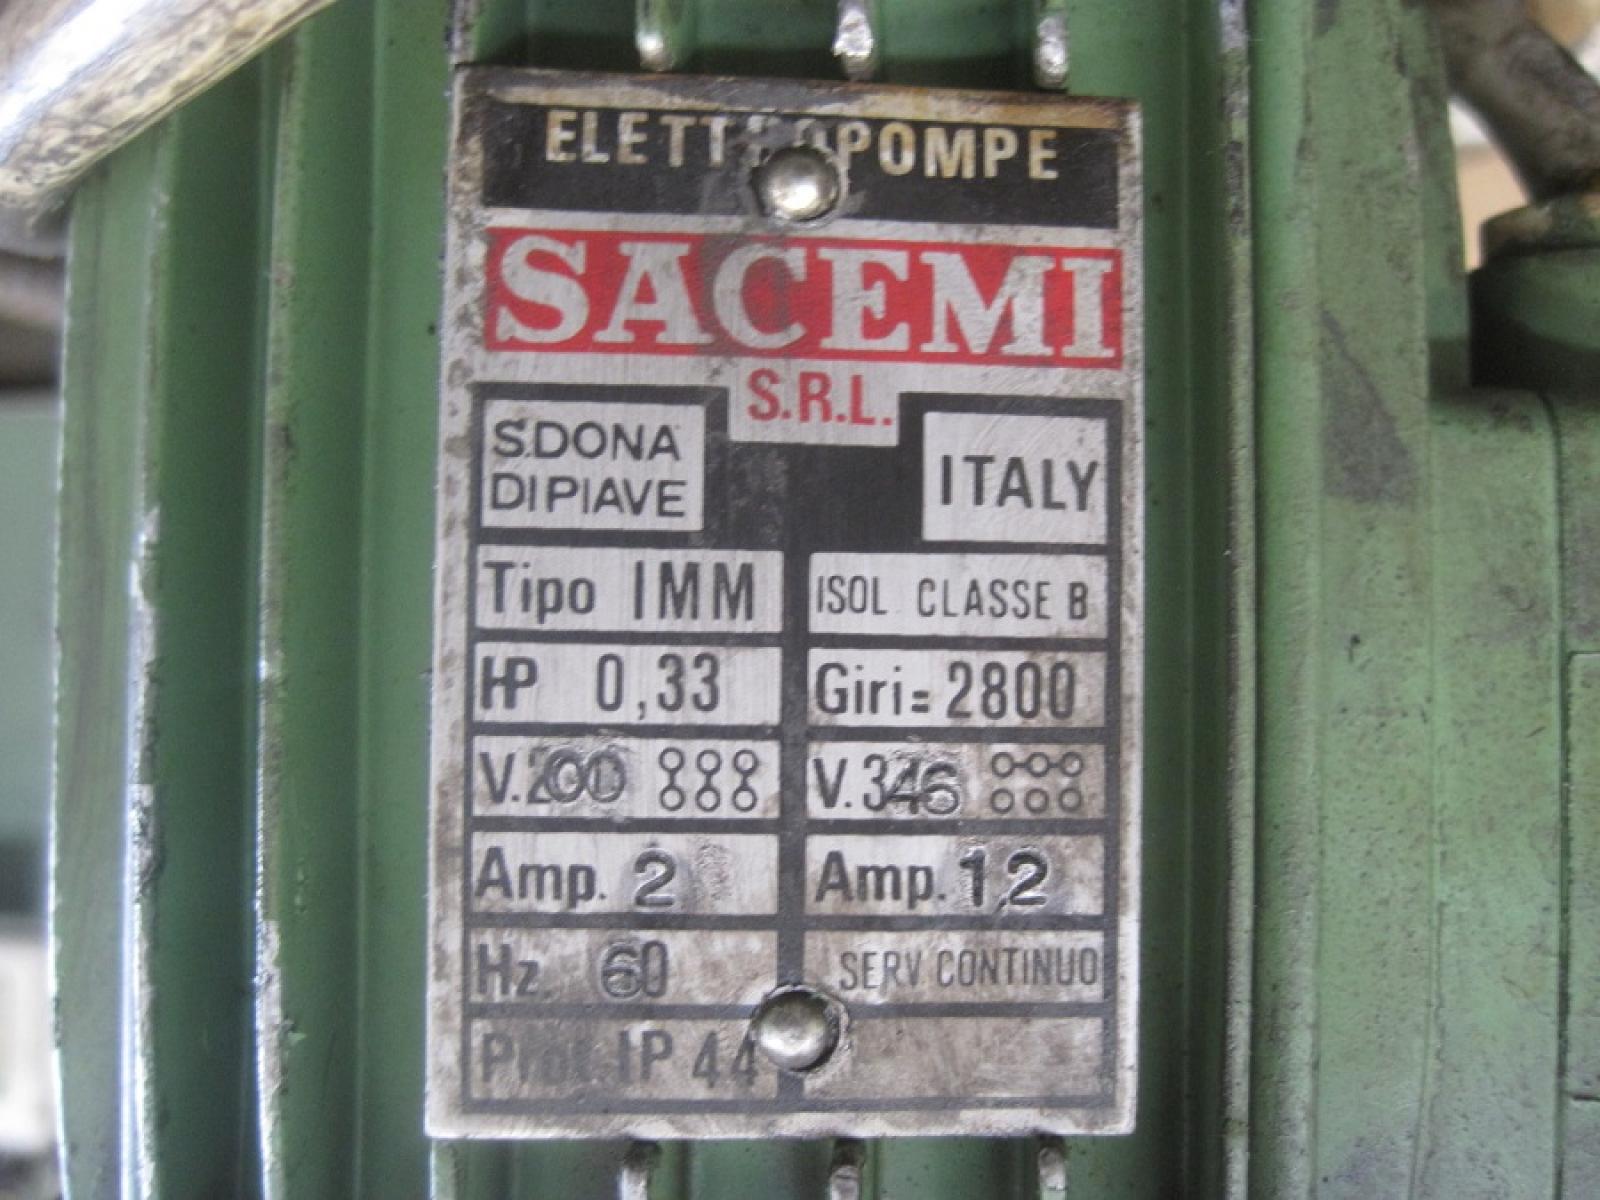 ELETTROPOMPE
SACEMI
S.R.L.
S.DONA
DI PIAVE
ITALY
Tipo IMM
ISOL CLASSE B
HP 0,33
Giri= 2800
V.200
V.346
Amp. 2
Amp. 1,2
Hz. 60
SERV CONTINUO
Prot. IP 44